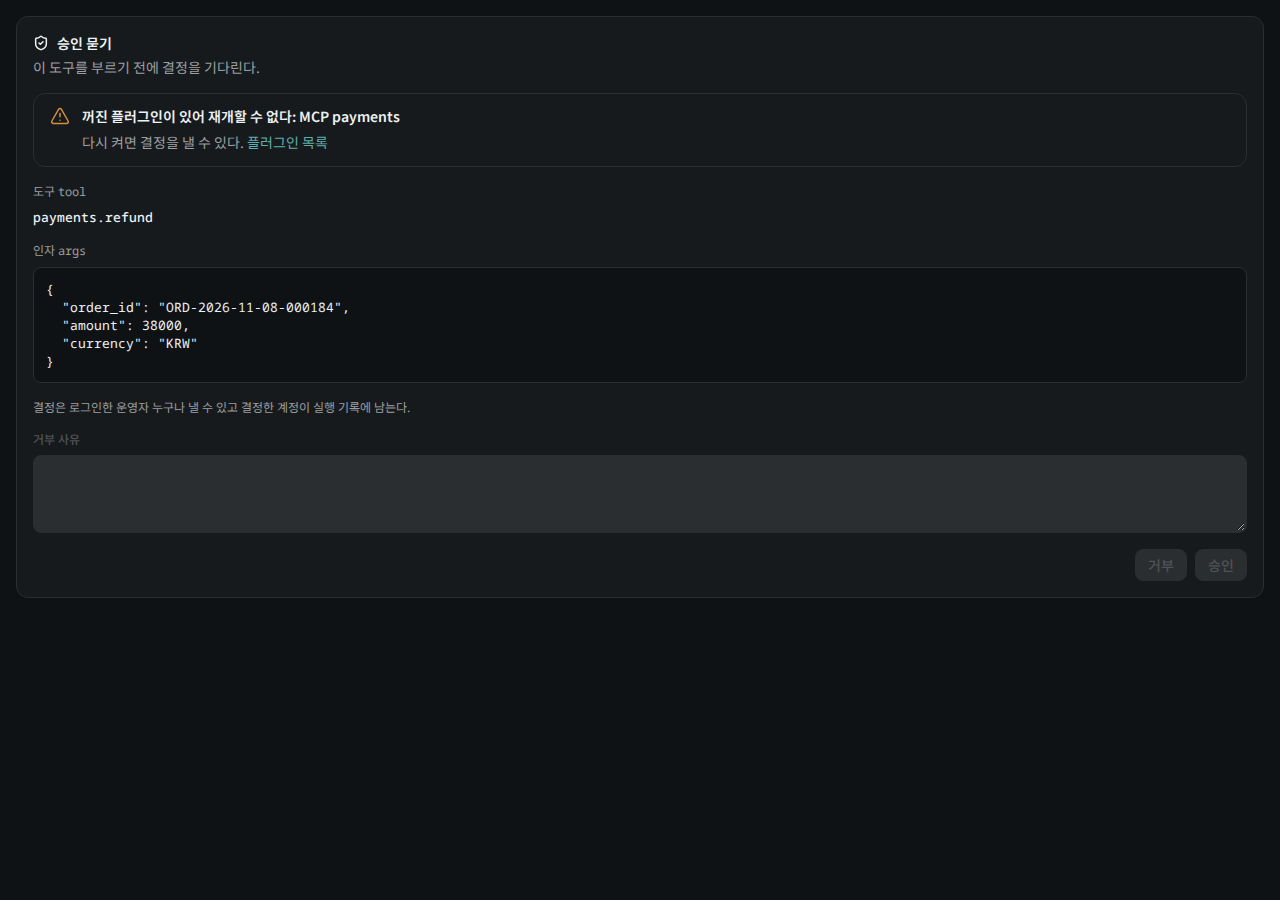 승인 묻기
이 도구를 부르기 전에 결정을 기다린다.
꺼진 플러그인이 있어 재개할 수 없다: MCP payments
다시 켜면 결정을 낼 수 있다. 플러그인 목록
도구 tool
payments.refund
인자 args
{
  "order_id": "ORD-2026-11-08-000184",
  "amount": 38000,
  "currency": "KRW"
}
결정은 로그인한 운영자 누구나 낼 수 있고 결정한 계정이 실행 기록에 남는다.
거부 사유
거부 승인